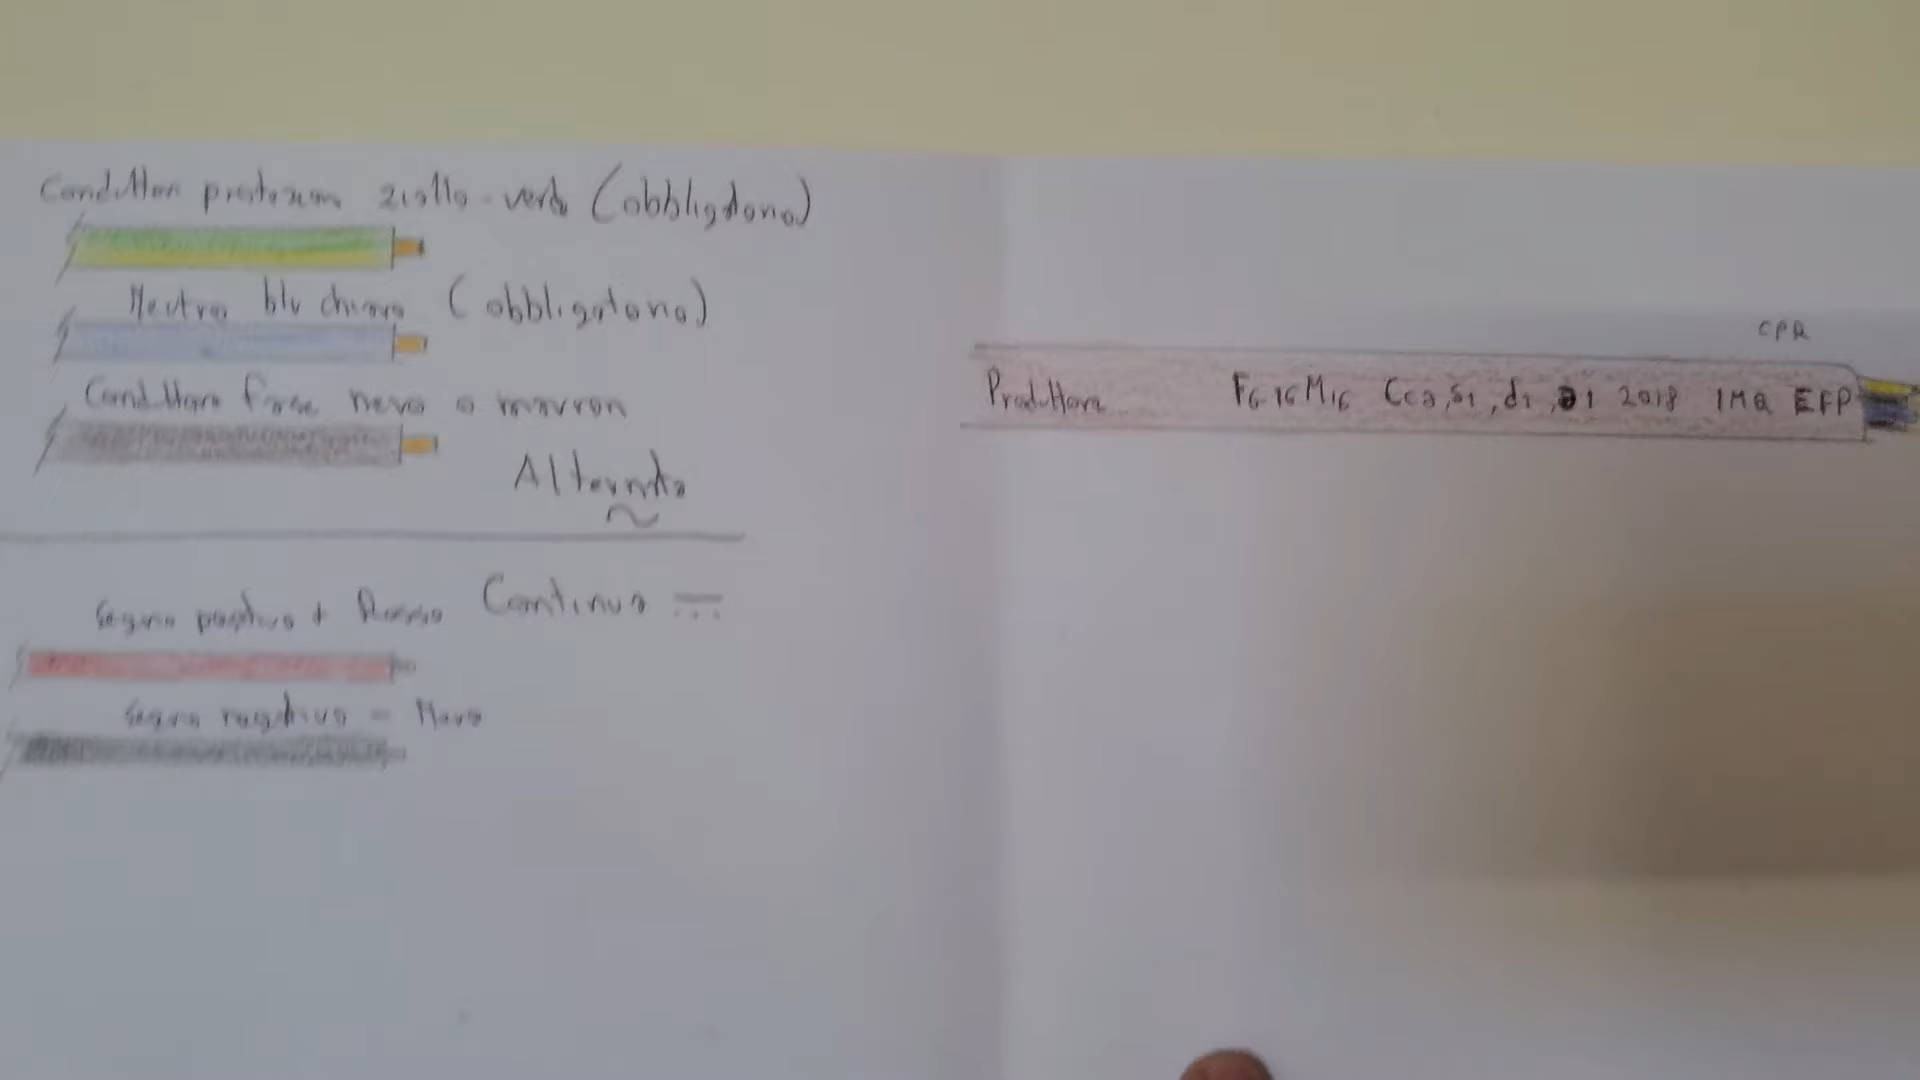 Conduttore protezione giallo-verde (obbligatorio)
Neutro blu chiaro (obbligatorio)
Conduttore fase nero o marrone
Alternata
~
Segno positivo + Rosso
Continua
Segno negativo - Nero
CPR
Produttore FG16M16 Cca,s1,d1,a1 2018 IMQ EFP